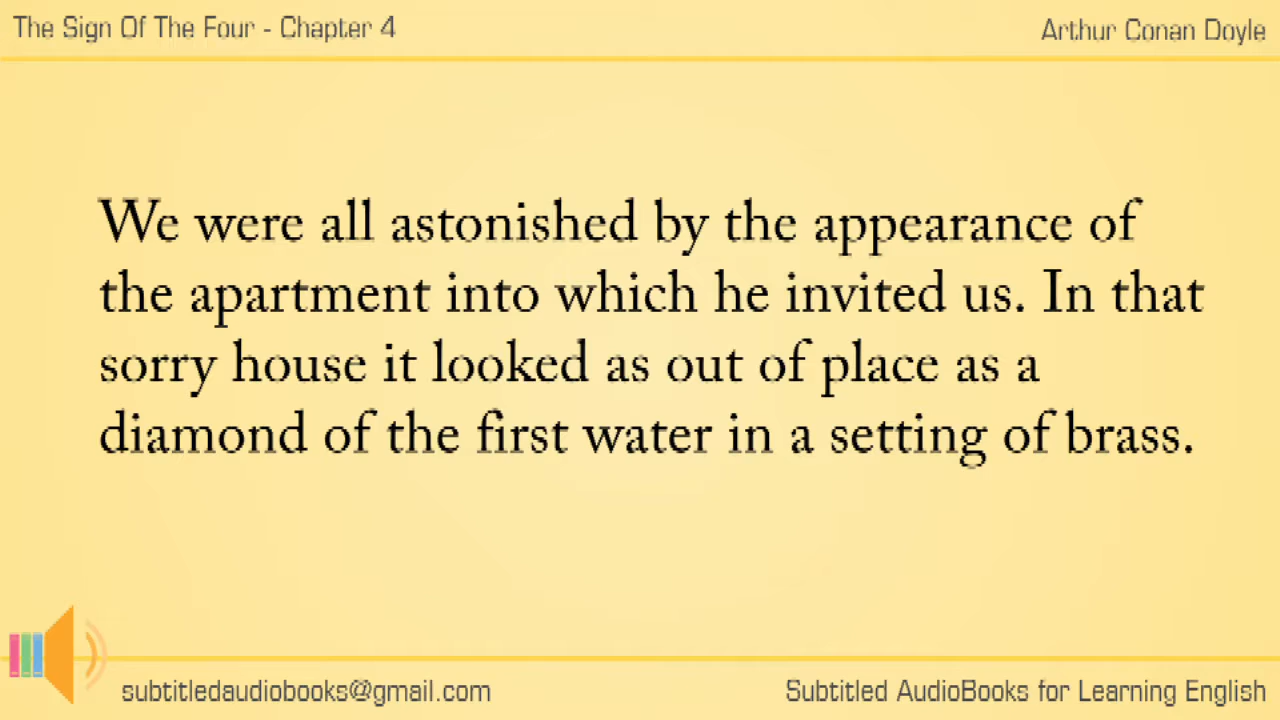 The Sign Of The Four - Chapter 4
Arthur Conan Doyle
We were all astonished by the appearance of
the apartment into which he invited us. In that
sorry house it looked as out of place as a
diamond of the first water in a setting of brass.
subtitledaudiobooks@gmail.com
Subtitled AudioBooks for Learning English